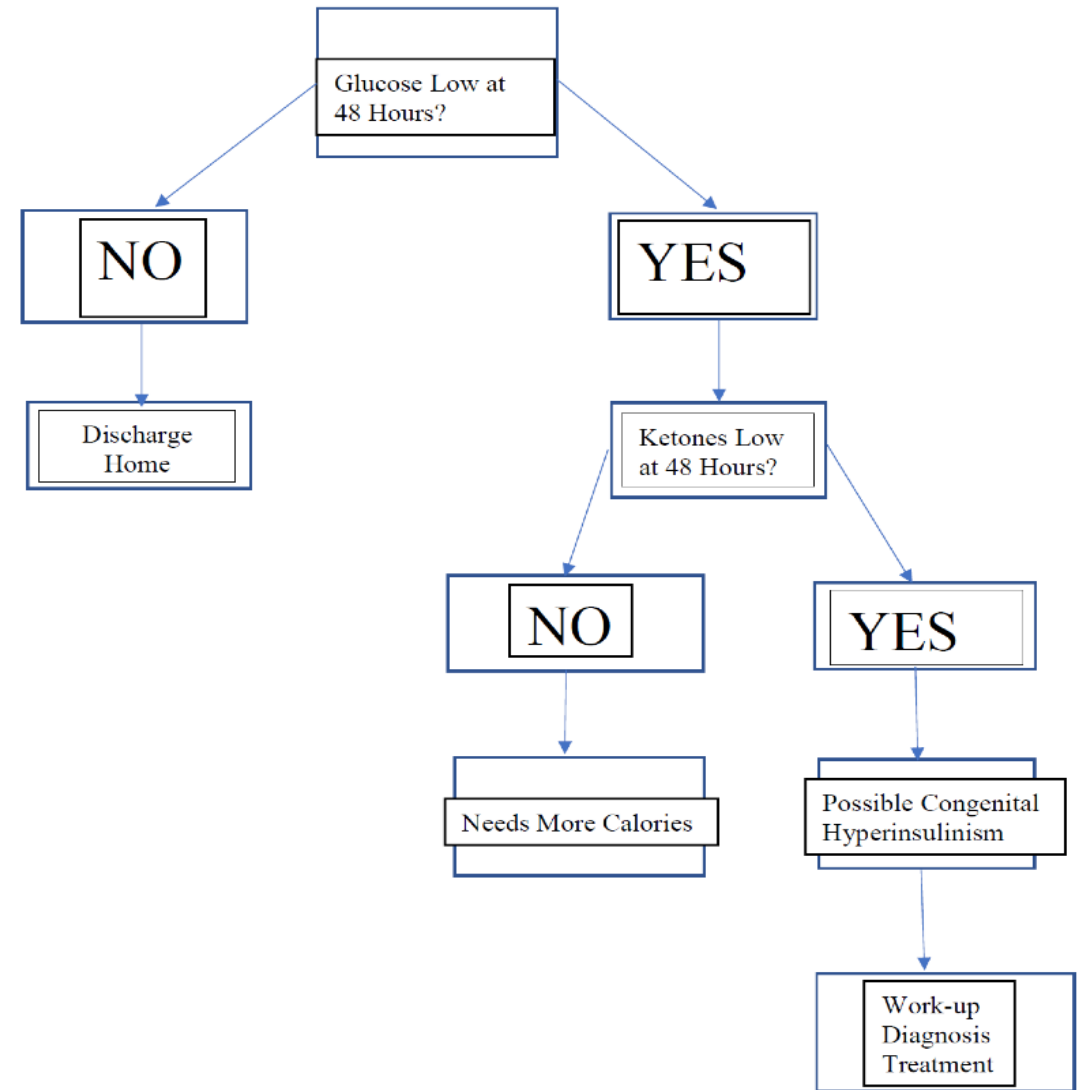 Glucose Low at
48 Hours?
NO
YES
Discharge
Home
Ketones Low
at 48 Hours?
NO
YES
Needs More Calories
Possible Congenital
Hyperinsulinism
Work-up
Diagnosis
Treatment